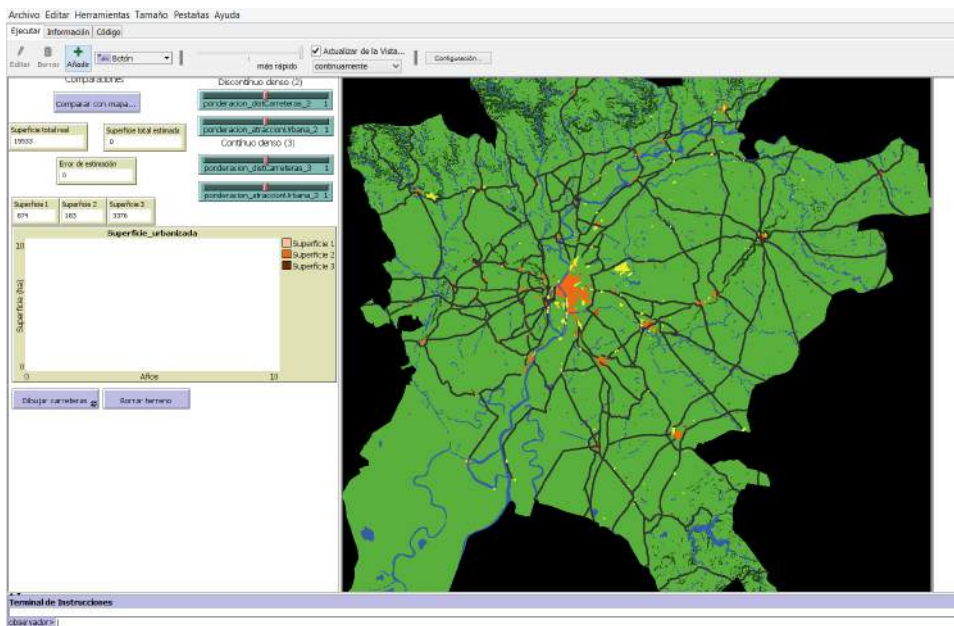 Archivo Editar Herramientas Tamaño Pestañas Ayuda
Ejecutar Información Código
Editar Borrar Añadir
Botón
más rápido
Actualizar de la Vista...
continuamente
Configuración...
Comparaciones
Comparar con mapa...
Superficie total real
19533
Superficie total estimada
0
Error de estimación
0
Superficie 1
879
Superficie 2
183
Superficie 3
3376
Discontínuo denso (2)
ponderacion_distCarreteras_2 1
ponderacion_atraccionUrbana_2 1
Contínuo denso (3)
ponderacion_distCarreteras_3 1
ponderacion_atraccionUrbana_3 1
Superficie_urbanizada
Superficie (ha)
10
0
0
Años
10
Superficie 1
Superficie 2
Superficie 3
Dibujar carreteras
Borrar terreno
Terminal de Instrucciones
observador>